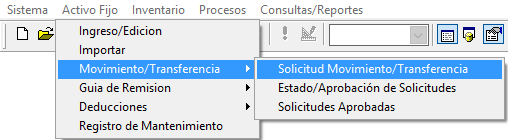 Sistema Activo Fijo Inventario Procesos Consultas/Reportes
Ingreso/Edicion
Importar
Movimiento/Transferencia
Guia de Remision
Deducciones
Registro de Mantenimiento
Solicitud Movimiento/Transferencia
Estado/Aprobación de Solicitudes
Solicitudes Aprobadas